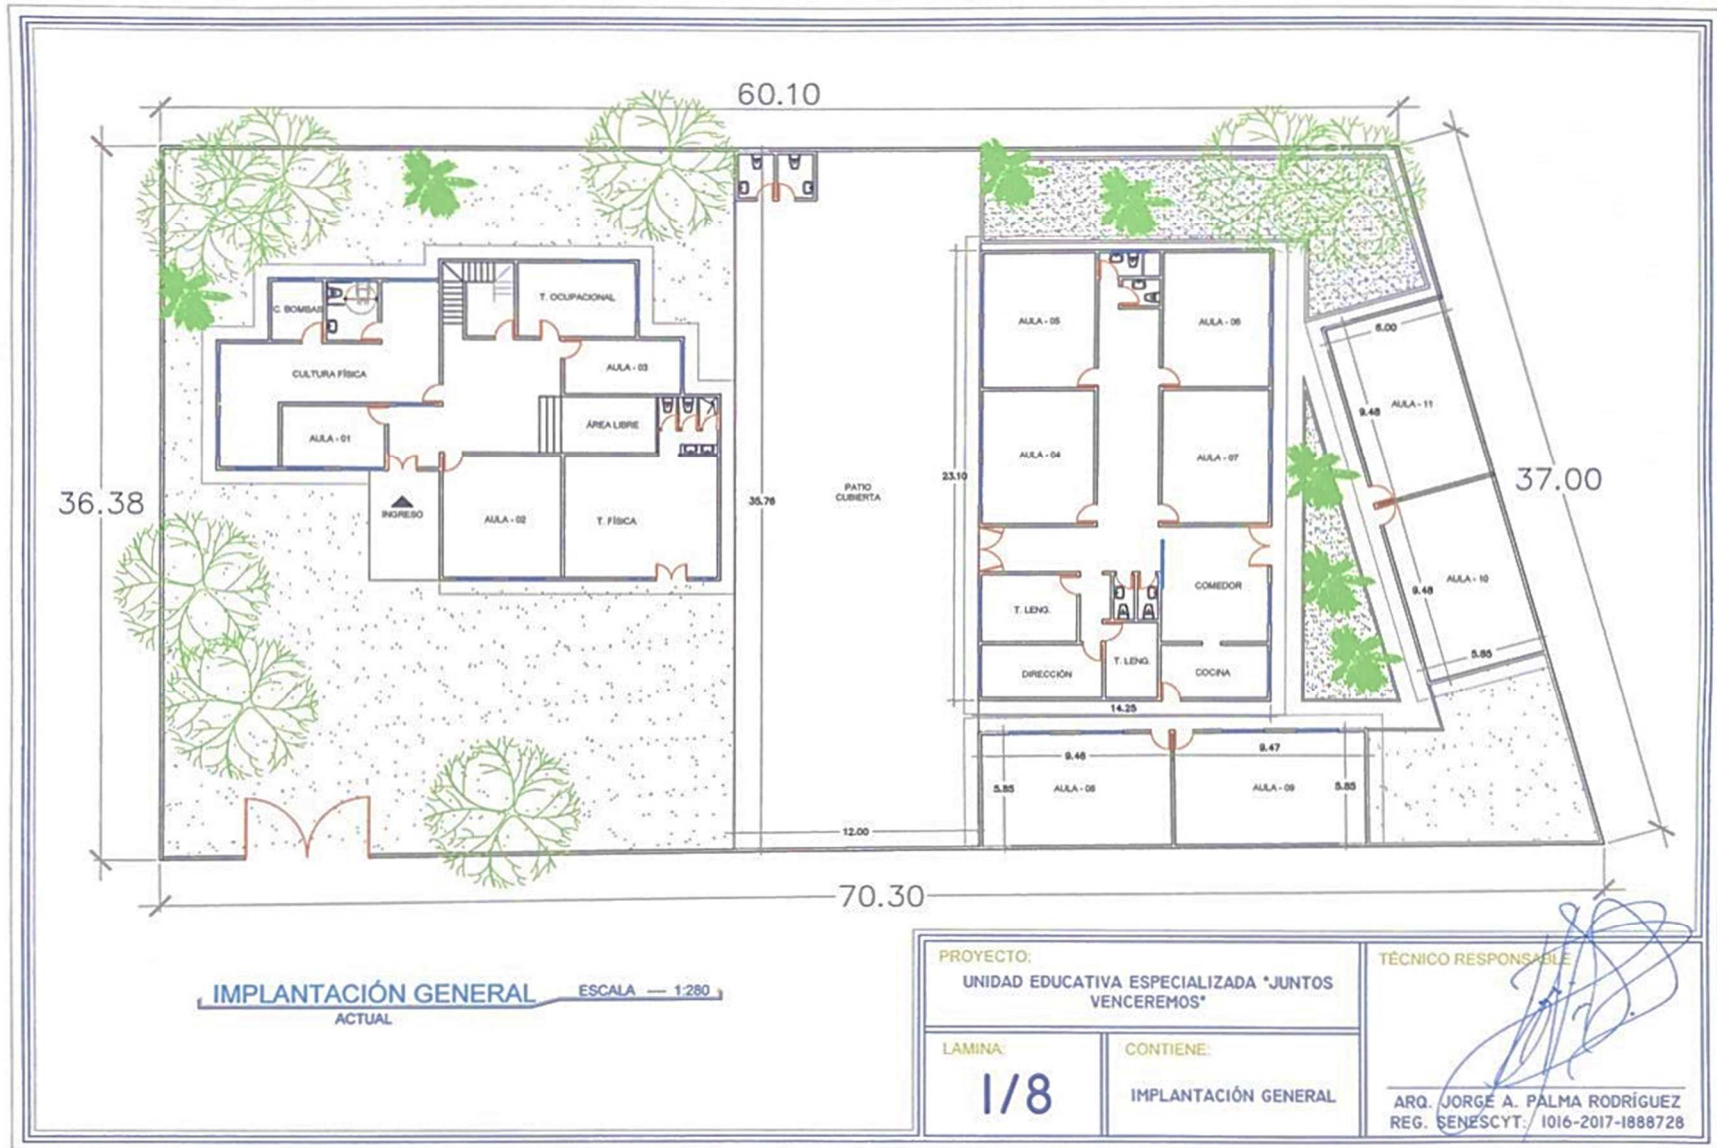 60.10
36.38
37.00
70.30
C. BOMBAS
T. OCUPACIONAL
CULTURA FÍSICA
AULA - 03
AULA - 01
ÁREA LIBRE
INGRESO
AULA - 02
T. FÍSICA
35.76
PATIO
CUBIERTA
12.00
23.10
AULA - 05
AULA - 06
AULA - 04
AULA - 07
T. LENG.
COMEDOR
DIRECCIÓN
T. LENG.
COCINA
14.25
6.00
9.48
AULA - 11
9.48
AULA - 10
5.85
9.46
9.47
5.85
AULA - 08
AULA - 09
5.85
IMPLANTACIÓN GENERAL
ESCALA — 1:280
ACTUAL
PROYECTO:
UNIDAD EDUCATIVA ESPECIALIZADA "JUNTOS
VENCEREMOS"
LAMINA:
1/8
CONTIENE:
IMPLANTACIÓN GENERAL
TÉCNICO RESPONSABLE
ARQ. JORGE A. PALMA RODRÍGUEZ
REG. SENESCYT: 1016-2017-1888728